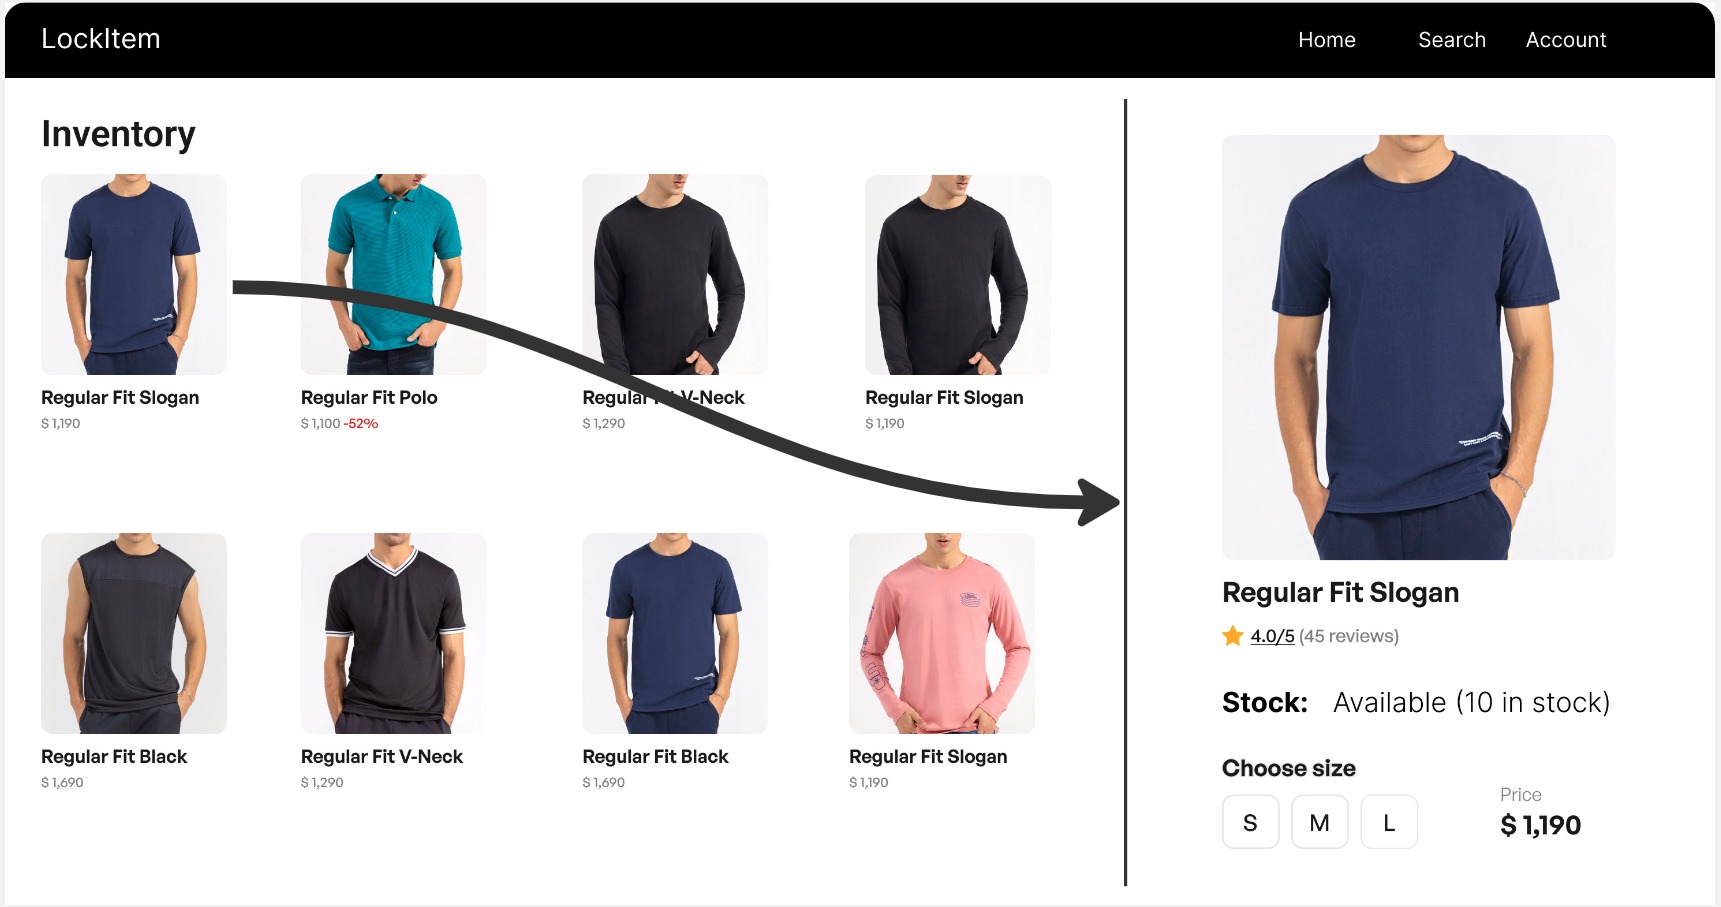 LockItem
Home Search Account
Inventory
Regular Fit Slogan
$ 1,190
Regular Fit Polo
$ 1,100 -52%
Regular Fit V-Neck
$ 1,290
Regular Fit Slogan
$ 1,190
Regular Fit Black
$ 1,690
Regular Fit V-Neck
$ 1,290
Regular Fit Black
$ 1,690
Regular Fit Slogan
$ 1,190
Regular Fit Slogan
4.0/5 (45 reviews)
Stock: Available (10 in stock)
Choose size
S M L
Price
$ 1,190